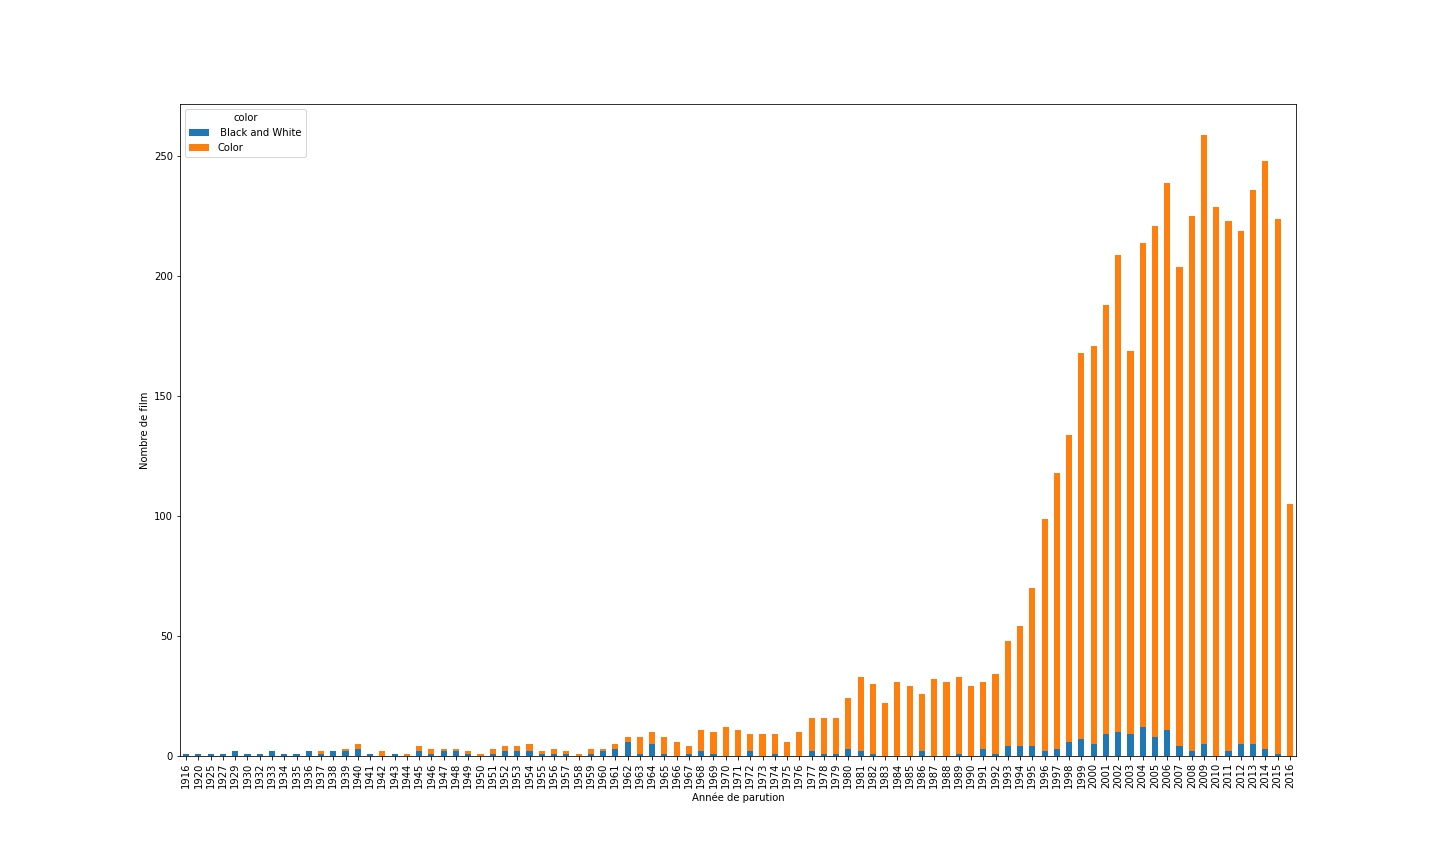 color
Black and White
Color
250
200
150
100
50
0
Nombre de film
1916 1920 1925 1927 1929 1930 1932 1933 1934 1935 1936 1937 1938 1939 1940 1941 1942 1943 1944 1945 1946 1947 1948 1949 1950 1951 1952 1953 1954 1955 1956 1957 1958 1959 1960 1961 1962 1963 1964 1965 1966 1967 1968 1969 1970 1971 1972 1973 1974 1975 1976 1977 1978 1979 1980 1981 1982 1983 1984 1985 1986 1987 1988 1989 1990 1991 1992 1993 1994 1995 1996 1997 1998 1999 2000 2001 2002 2003 2004 2005 2006 2007 2008 2009 2010 2011 2012 2013 2014 2015 2016
Année de parution